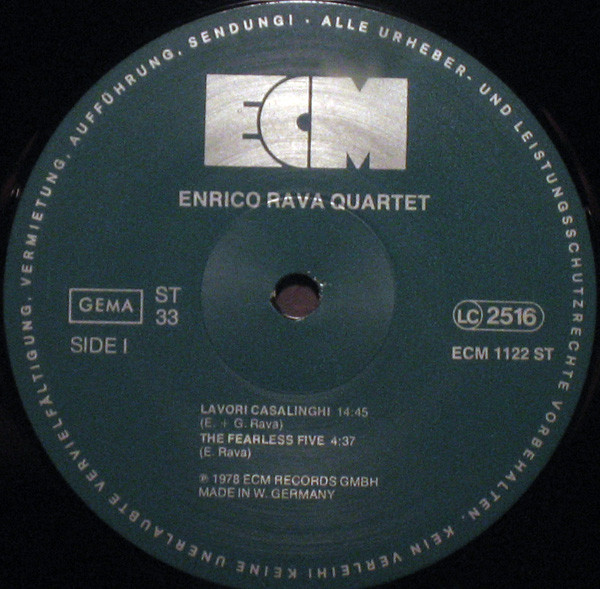 ALLE URHEBER- UND LEISTUNGSSCHUTZRECHTE VORBEHALTEN · KEIN VERLEIH! KEINE UNERLAUBTE VERVIELFÄLTIGUNG, VERMIETUNG, AUFFÜHRUNG, SENDUNG! ·
ECM
ENRICO RAVA QUARTET
GEMA
ST
33
SIDE I
LC 2516
ECM 1122 ST
LAVORI CASALINGHI 14:45
(E. + G. Rava)
THE FEARLESS FIVE 4:37
(E. Rava)
℗ 1978 ECM RECORDS GMBH
MADE IN W. GERMANY